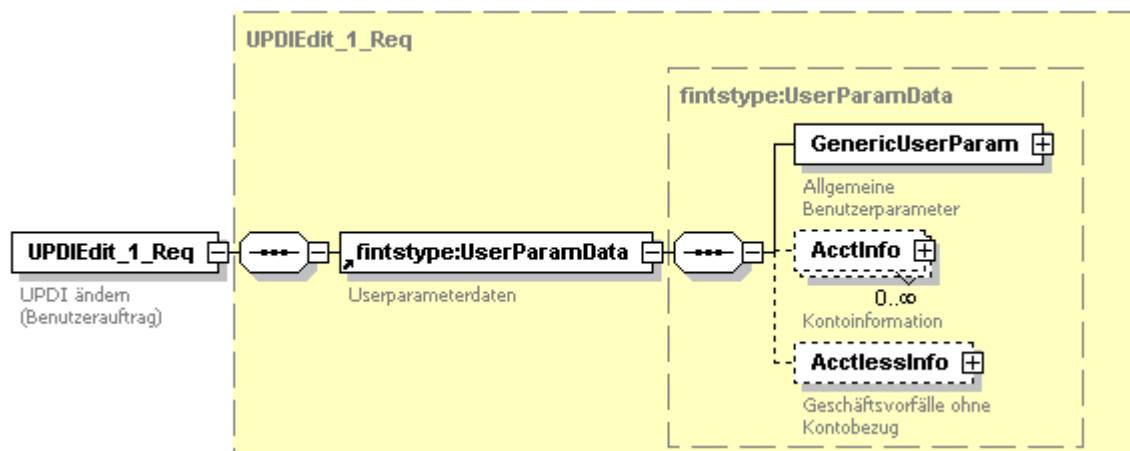 UPDIEdit_1_Req
fintstype:UserParamData
GenericUserParam
Allgemeine
Benutzerparameter
UPDIEdit_1_Req
UPDI ändern
(Benutzerauftrag)
fintstype:UserParamData
Userparameterdaten
AcctInfo
0..∞
Kontoinformation
AcctlessInfo
Geschäftsvorfälle ohne
Kontobezug